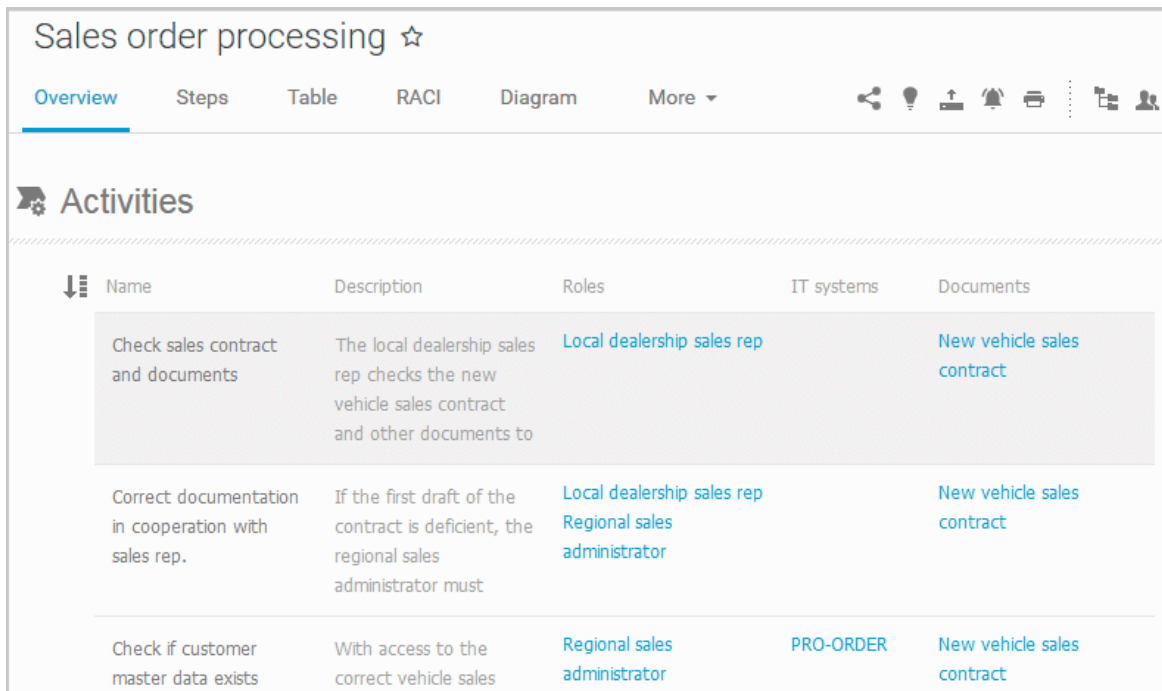 Sales order processing
Overview Steps Table RACI Diagram More
Activities
Name Description Roles IT systems Documents
Check sales contract
and documents
The local dealership sales
rep checks the new
vehicle sales contract
and other documents to
Local dealership sales rep
New vehicle sales
contract
Correct documentation
in cooperation with
sales rep.
If the first draft of the
contract is deficient, the
regional sales
administrator must
Local dealership sales rep
Regional sales
administrator
New vehicle sales
contract
Check if customer
master data exists
With access to the
correct vehicle sales
Regional sales
administrator
PRO-ORDER
New vehicle sales
contract